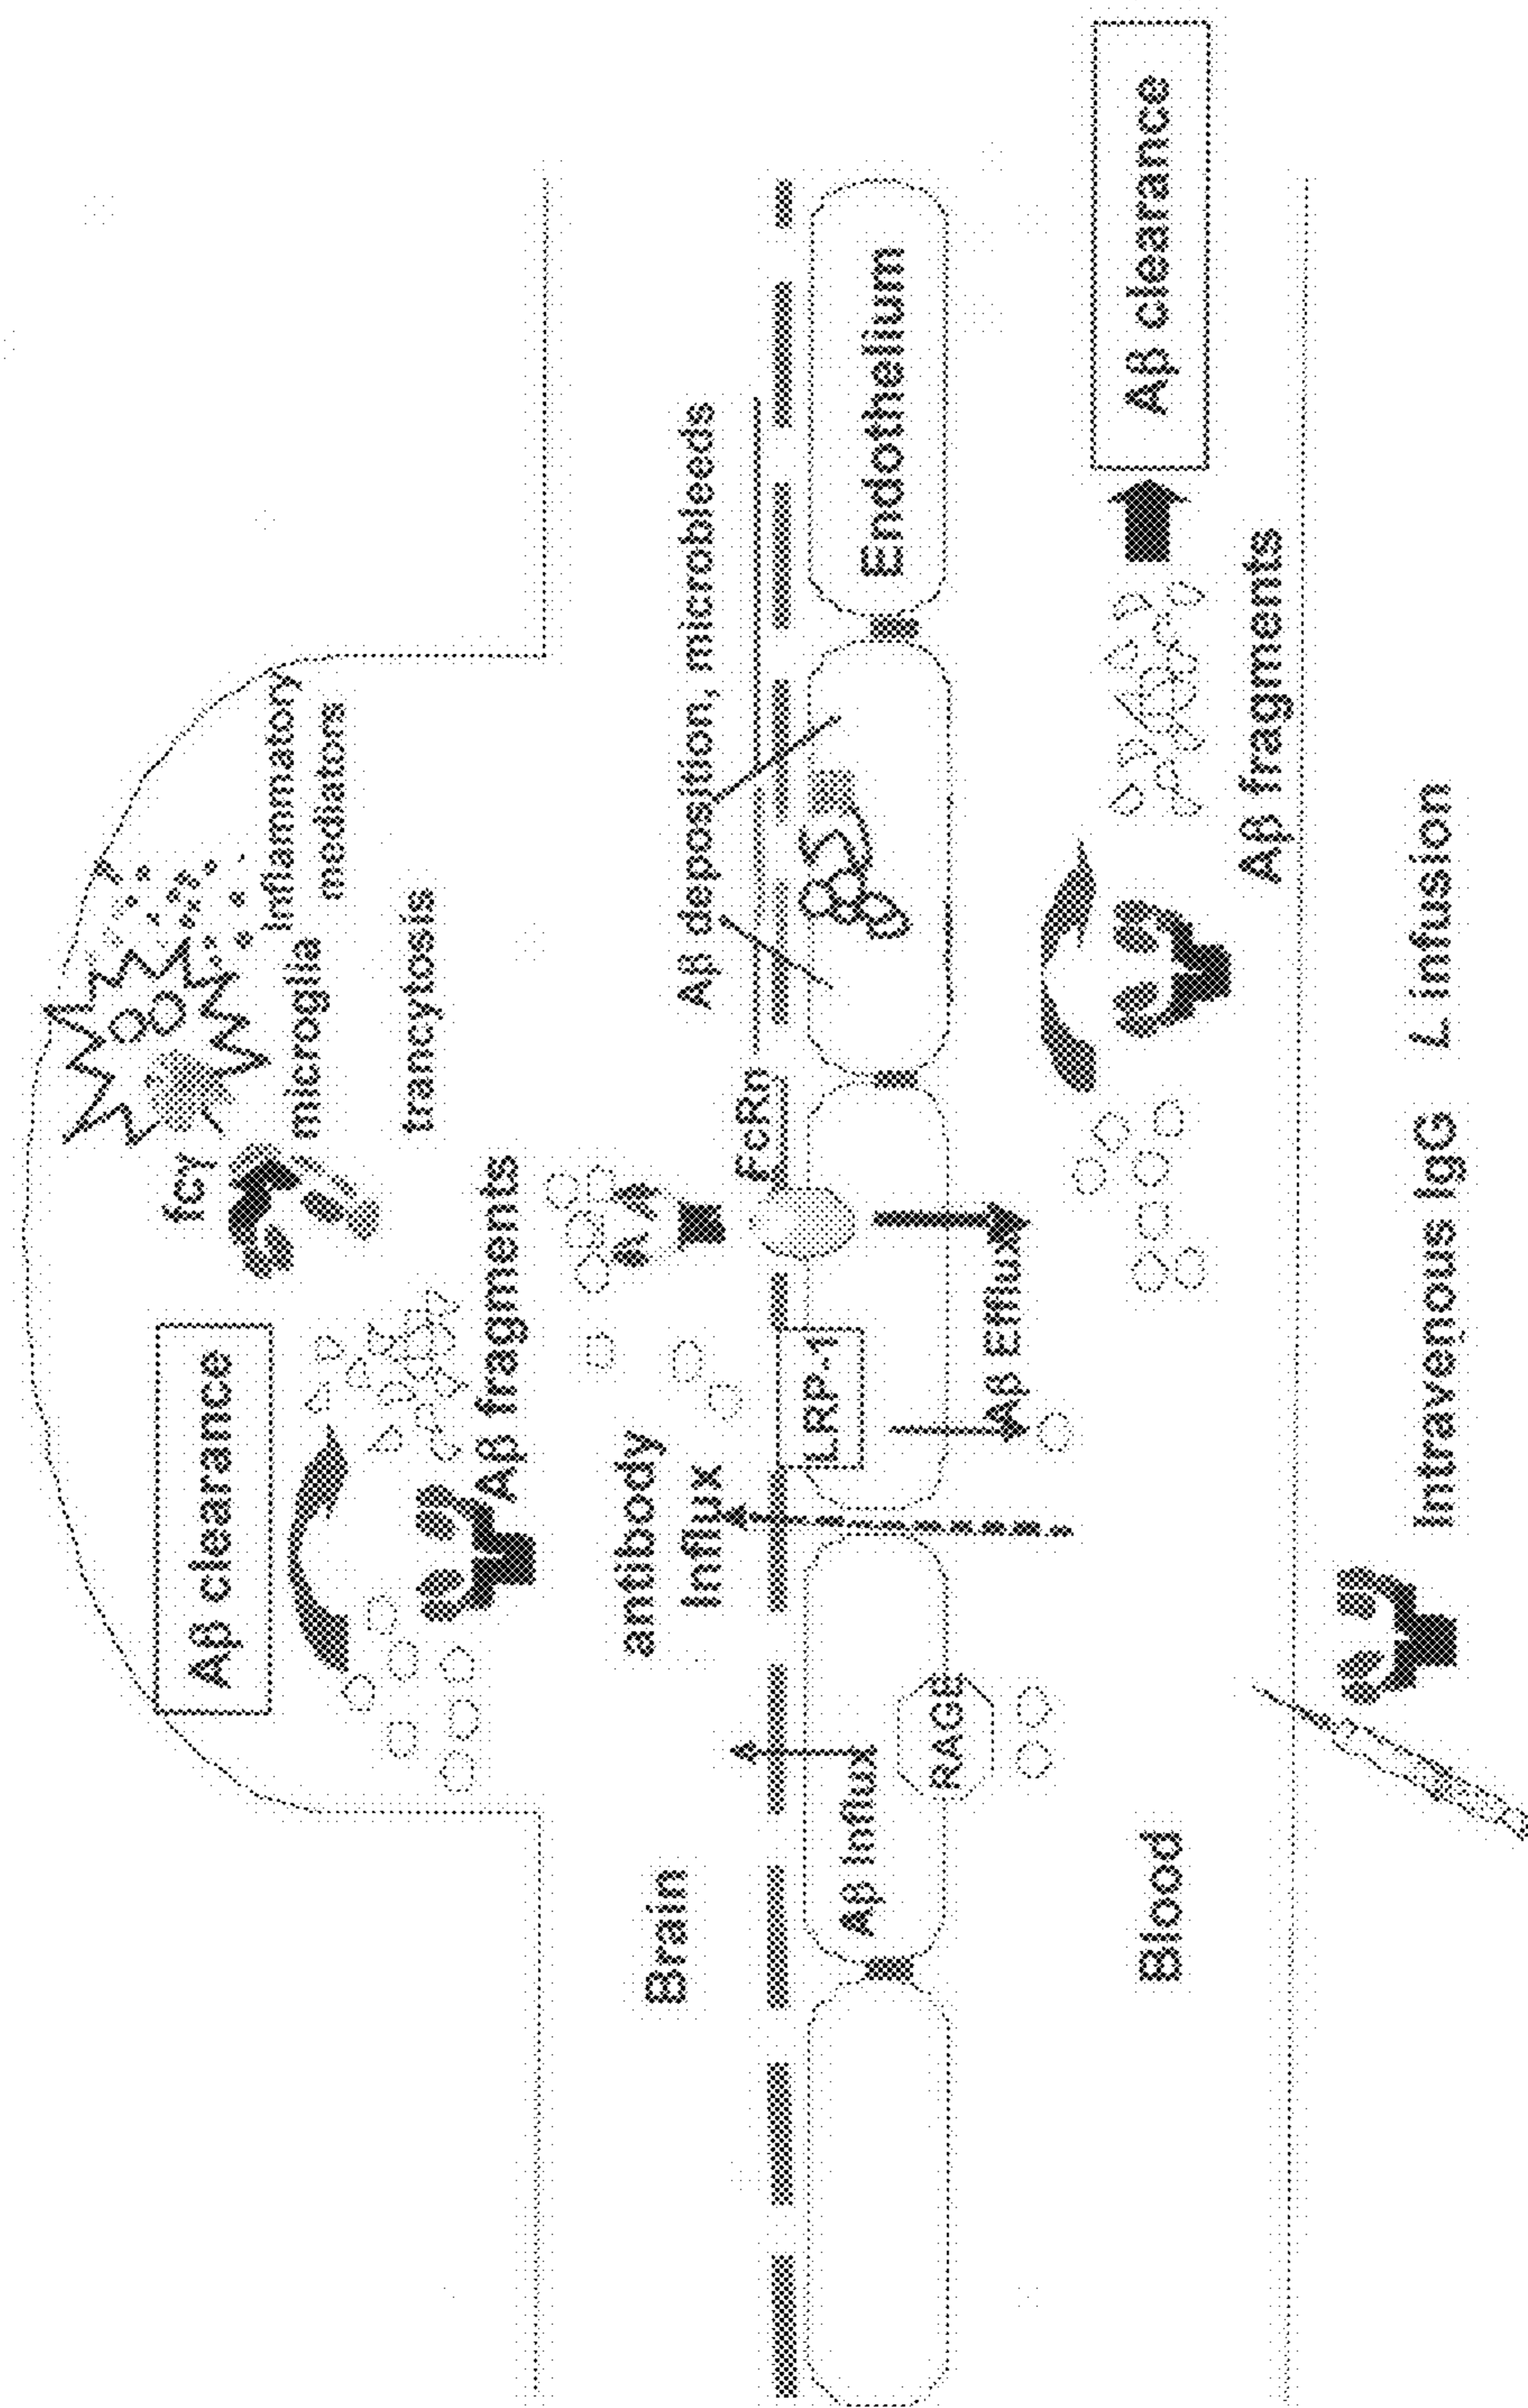 Aβ clearance
fcγ
microglia
Inflammatory
mediators
trancytosis
Aβ fragments
antibody
Influx
Brain
FcRn
Aβ deposition, microbleeds
LRP-1
Aβ Influx
RAGE
Aβ Efflux
Endothelium
Blood
Aβ fragments
Aβ clearance
Intravenous IgG L infusion